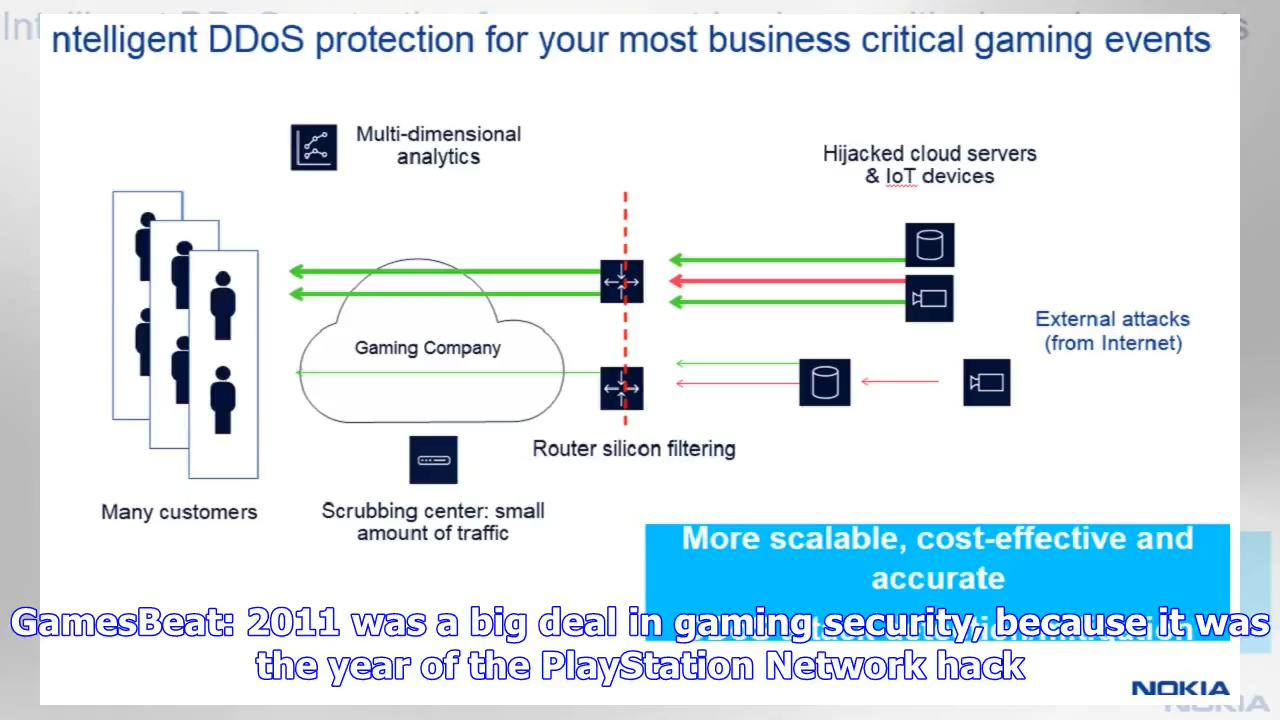 ntelligent DDoS protection for your most business critical gaming events
Multi-dimensional
analytics
Hijacked cloud servers
& IoT devices
External attacks
(from Internet)
Gaming Company
Router silicon filtering
Many customers
Scrubbing center: small
amount of traffic
More scalable, cost-effective and
accurate
GamesBeat: 2011 was a big deal in gaming security, because it was
the year of the PlayStation Network hack
NOKIA
NOKIA